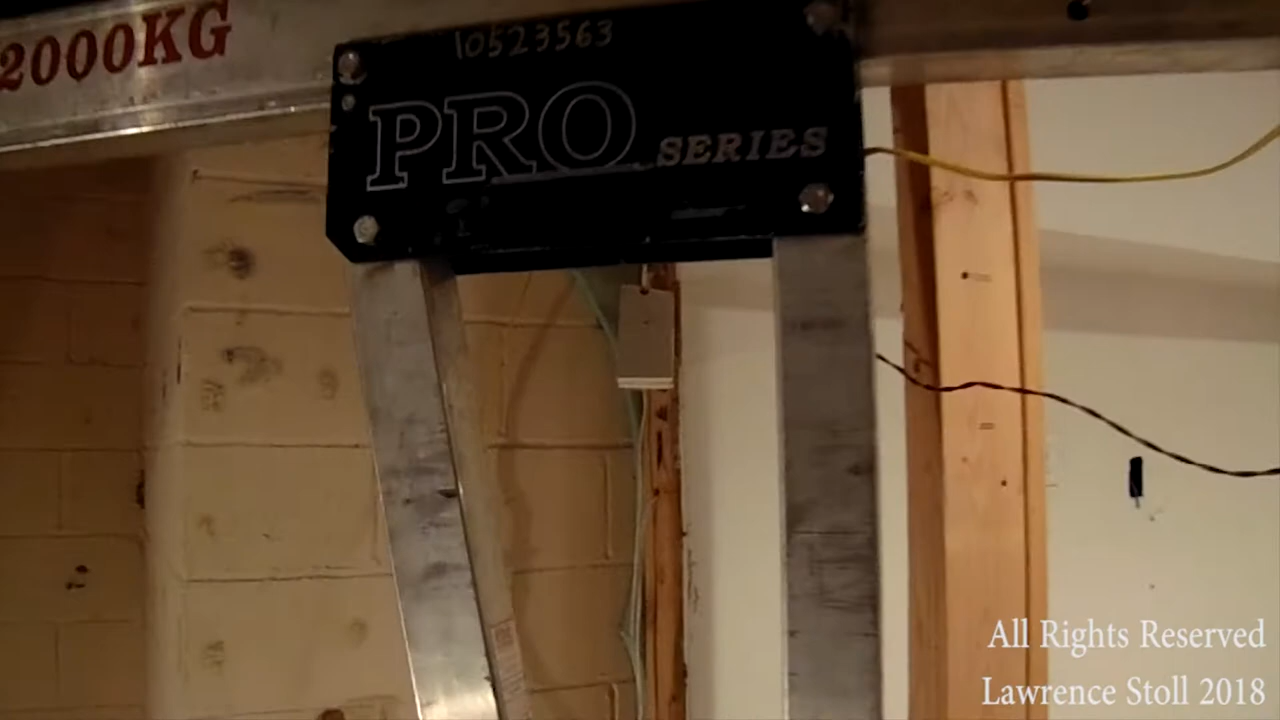 2000KG
10523563
PRO SERIES
All Rights Reserved
Lawrence Stoll 2018